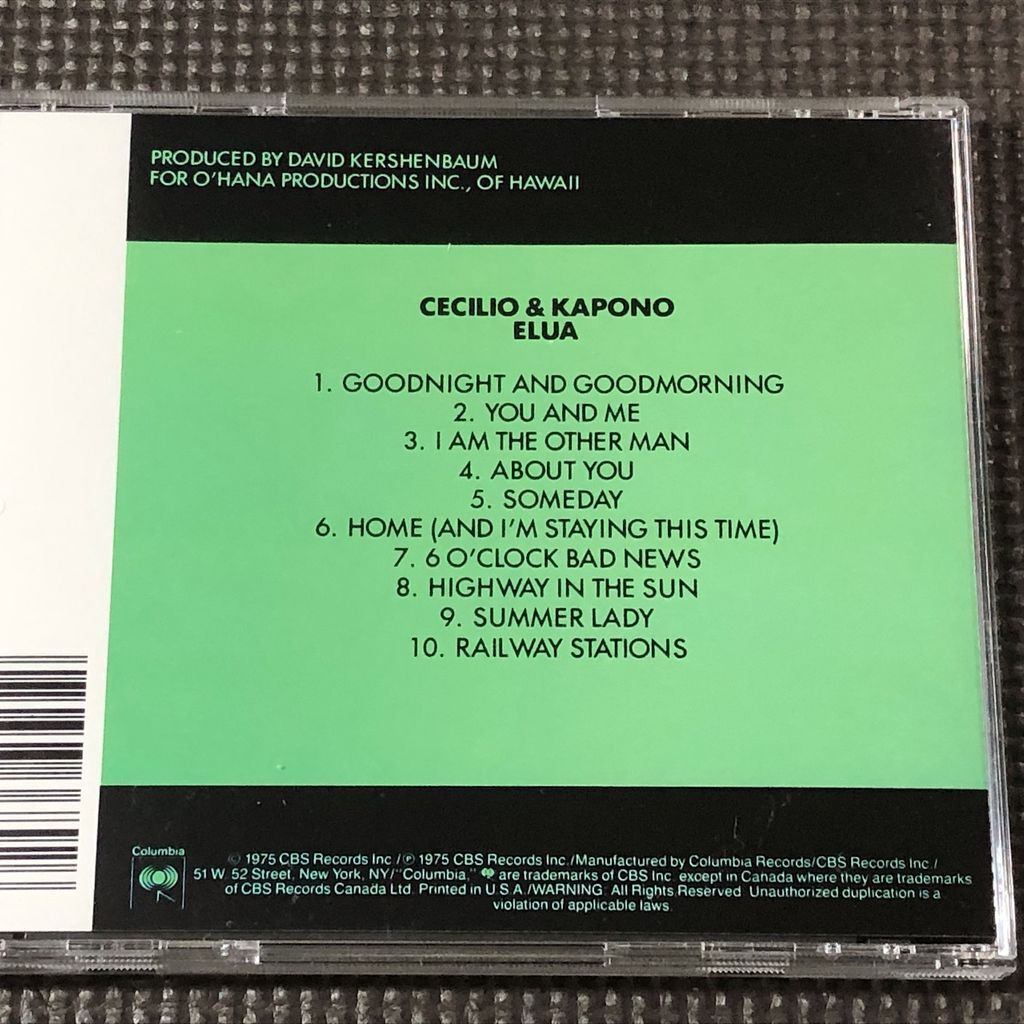 PRODUCED BY DAVID KERSHENBAUM
FOR O'HANA PRODUCTIONS INC., OF HAWAII
CECILIO & KAPONO
ELUA
1. GOODNIGHT AND GOODMORNING
2. YOU AND ME
3. I AM THE OTHER MAN
4. ABOUT YOU
5. SOMEDAY
6. HOME (AND I'M STAYING THIS TIME)
7. 6 O'CLOCK BAD NEWS
8. HIGHWAY IN THE SUN
9. SUMMER LADY
10. RAILWAY STATIONS
Columbia
© 1975 CBS Records Inc./℗ 1975 CBS Records Inc./Manufactured by Columbia Records/CBS Records Inc./
51 W. 52 Street, New York, NY/"Columbia," are trademarks of CBS Inc. except in Canada where they are trademarks
of CBS Records Canada Ltd. Printed in U.S.A./WARNING: All Rights Reserved. Unauthorized duplication is a
violation of applicable laws.